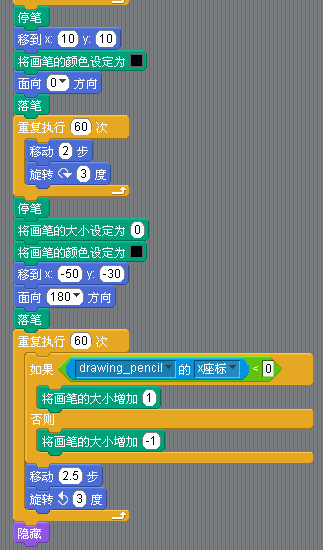 停笔
移到 x: 10 y: 10
将画笔的颜色设定为
面向 0 方向
落笔
重复执行 60 次
移动 2 步
旋转 3 度
停笔
将画笔的大小设定为 0
将画笔的颜色设定为
移到 x: -50 y: -30
面向 180 方向
落笔
重复执行 60 次
如果 drawing_pencil 的 x座标 < 0
将画笔的大小增加 1
否则
将画笔的大小增加 -1
移动 2.5 步
旋转 3 度
隐藏